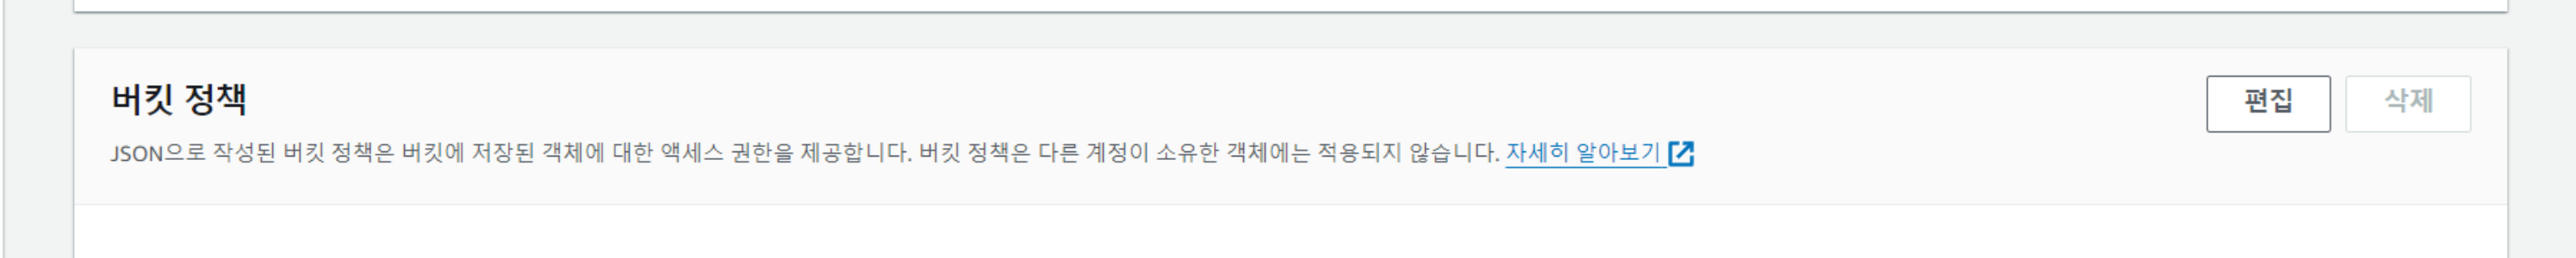 버킷 정책
편집
삭제
JSON으로 작성된 버킷 정책은 버킷에 저장된 객체에 대한 액세스 권한을 제공합니다. 버킷 정책은 다른 계정이 소유한 객체에는 적용되지 않습니다. 자세히 알아보기